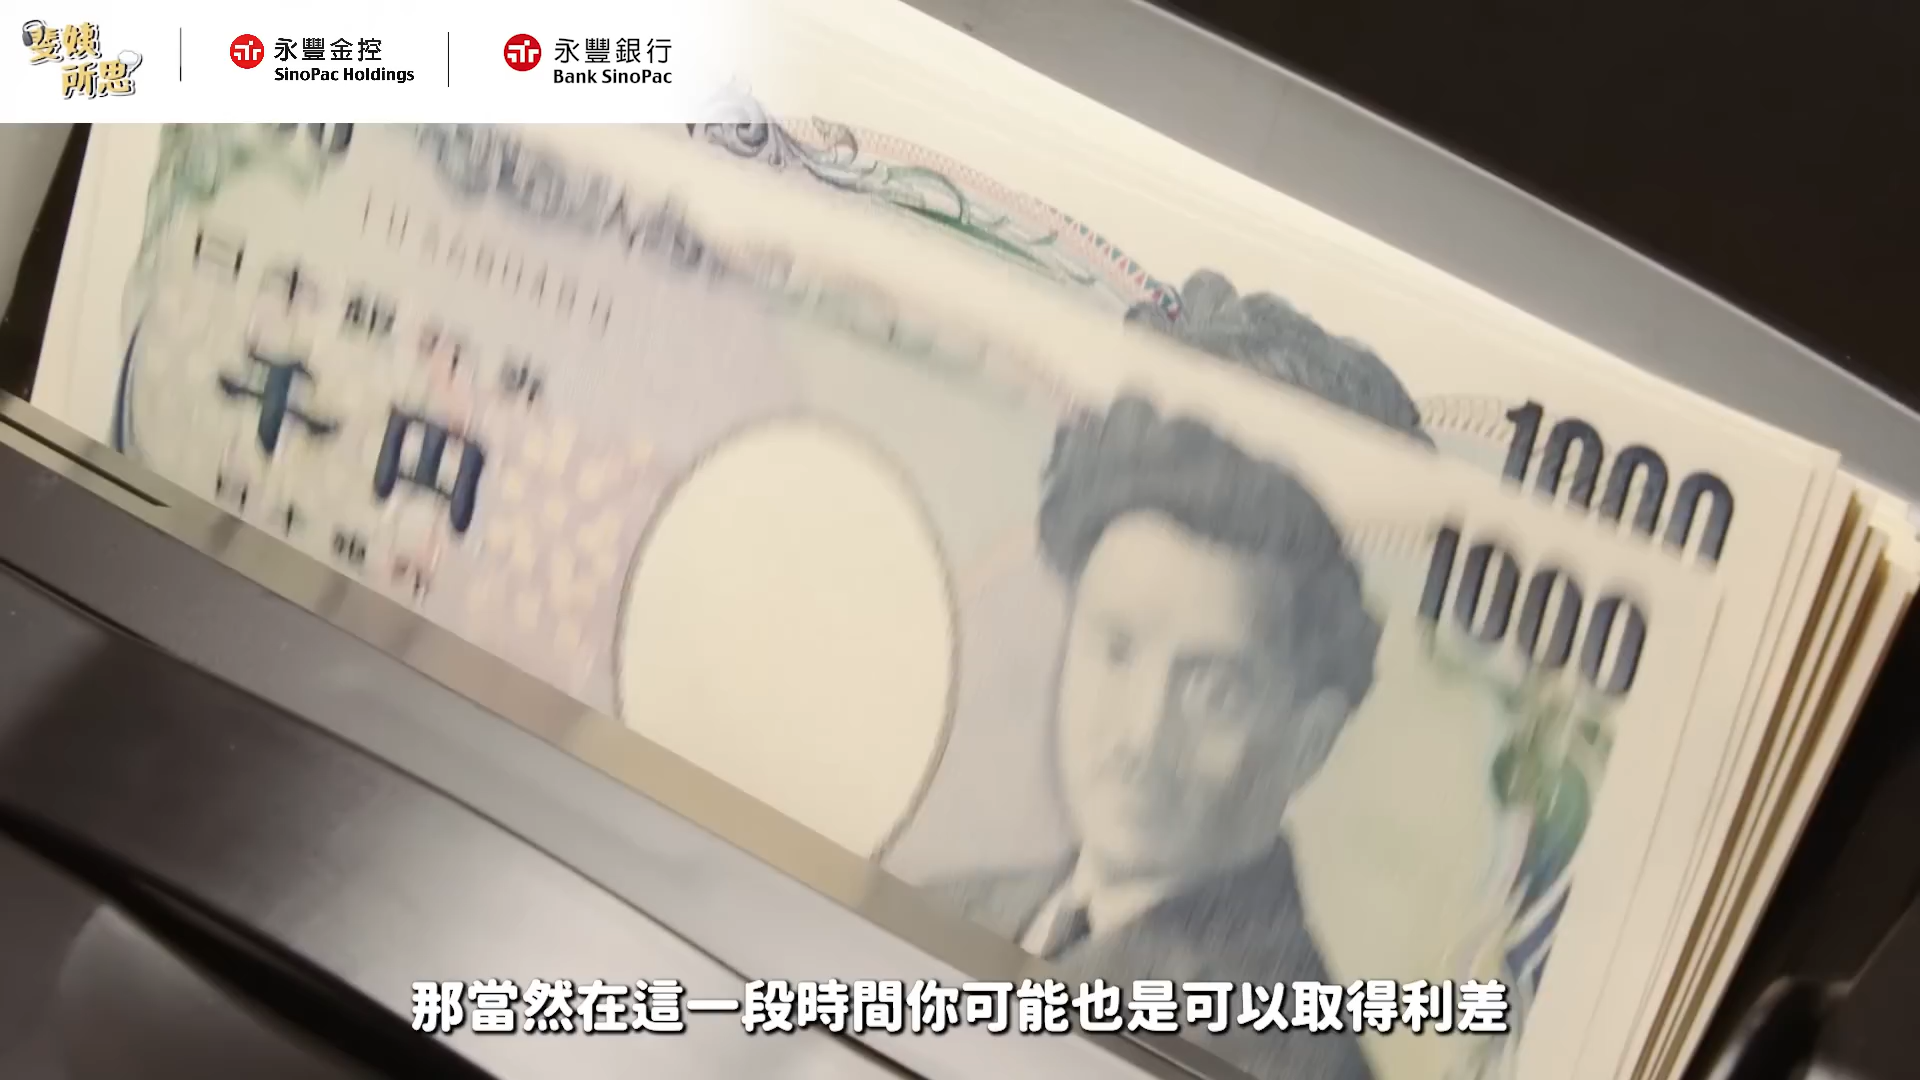 斐姨
所思
永豐金控
SinoPac Holdings
永豐銀行
Bank SinoPac
千円
1000
1000
那當然在這一段時間你可能也是可以取得利差